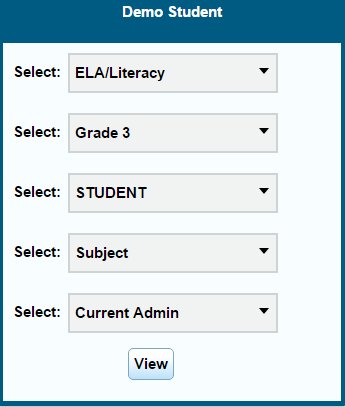 Demo Student
Select: ELA/Literacy
Select: Grade 3
Select: STUDENT
Select: Subject
Select: Current Admin
View